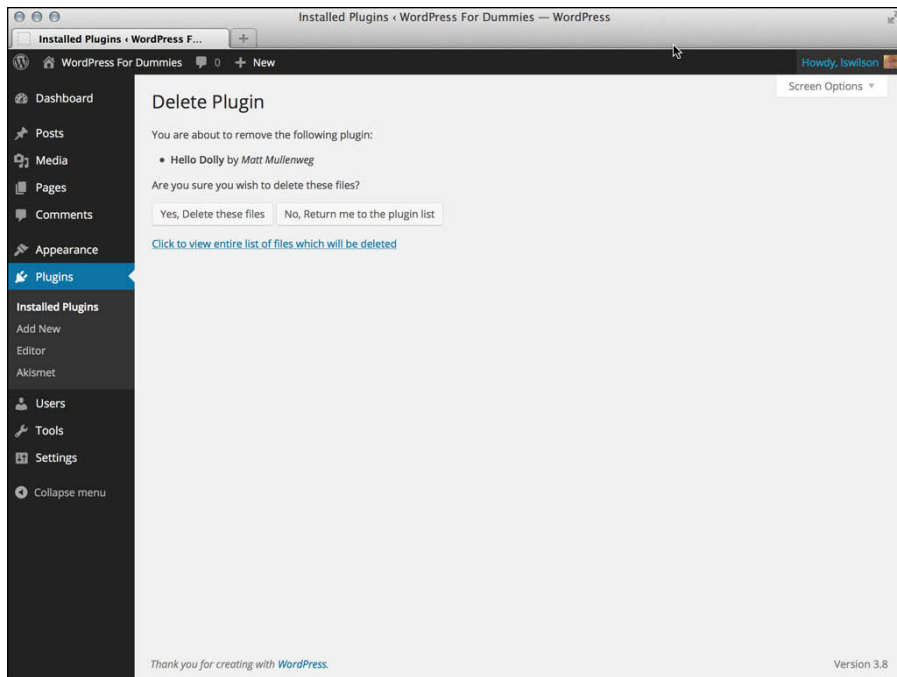 Installed Plugins ‹ WordPress For Dummies — WordPress
Installed Plugins ‹ WordPress F...
WordPress For Dummies 0 + New Howdy, lswilson
Screen Options
Dashboard
Posts
Media
Pages
Comments
Appearance
Plugins
Installed Plugins
Add New
Editor
Akismet
Users
Tools
Settings
Collapse menu
Delete Plugin
You are about to remove the following plugin:
• Hello Dolly by Matt Mullenweg
Are you sure you wish to delete these files?
Yes, Delete these files No, Return me to the plugin list
Click to view entire list of files which will be deleted
Thank you for creating with WordPress. Version 3.8